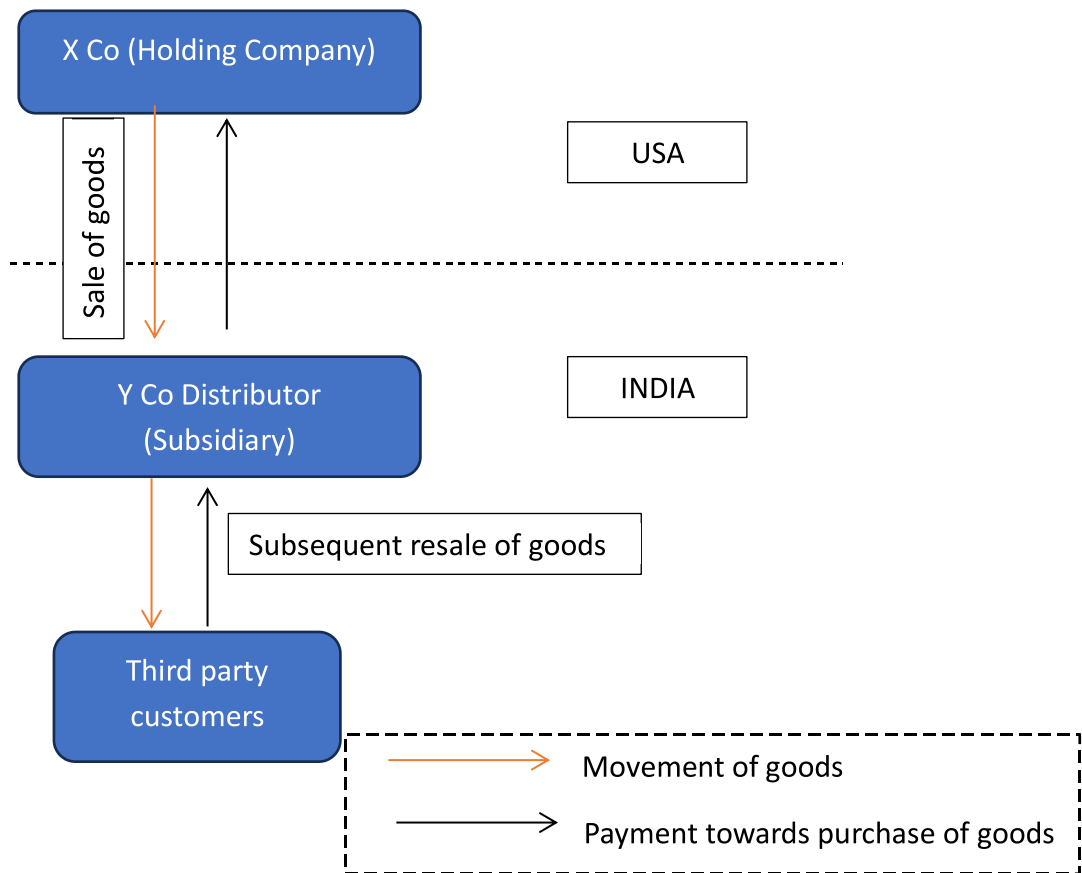 X Co (Holding Company)
USA
Sale of goods
Y Co Distributor
(Subsidiary)
INDIA
Subsequent resale of goods
Third party
customers
Movement of goods
Payment towards purchase of goods